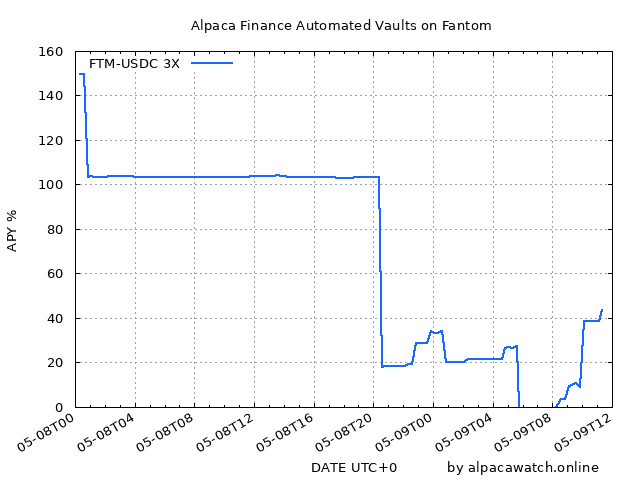 Alpaca Finance Automated Vaults on Fantom
FTM-USDC 3X
APY %
160
140
120
100
80
60
40
20
0
05-08T00
05-08T04
05-08T08
05-08T12
05-08T16
05-08T20
05-09T00
05-09T04
05-09T08
05-09T12
DATE UTC+0
by alpacawatch.online